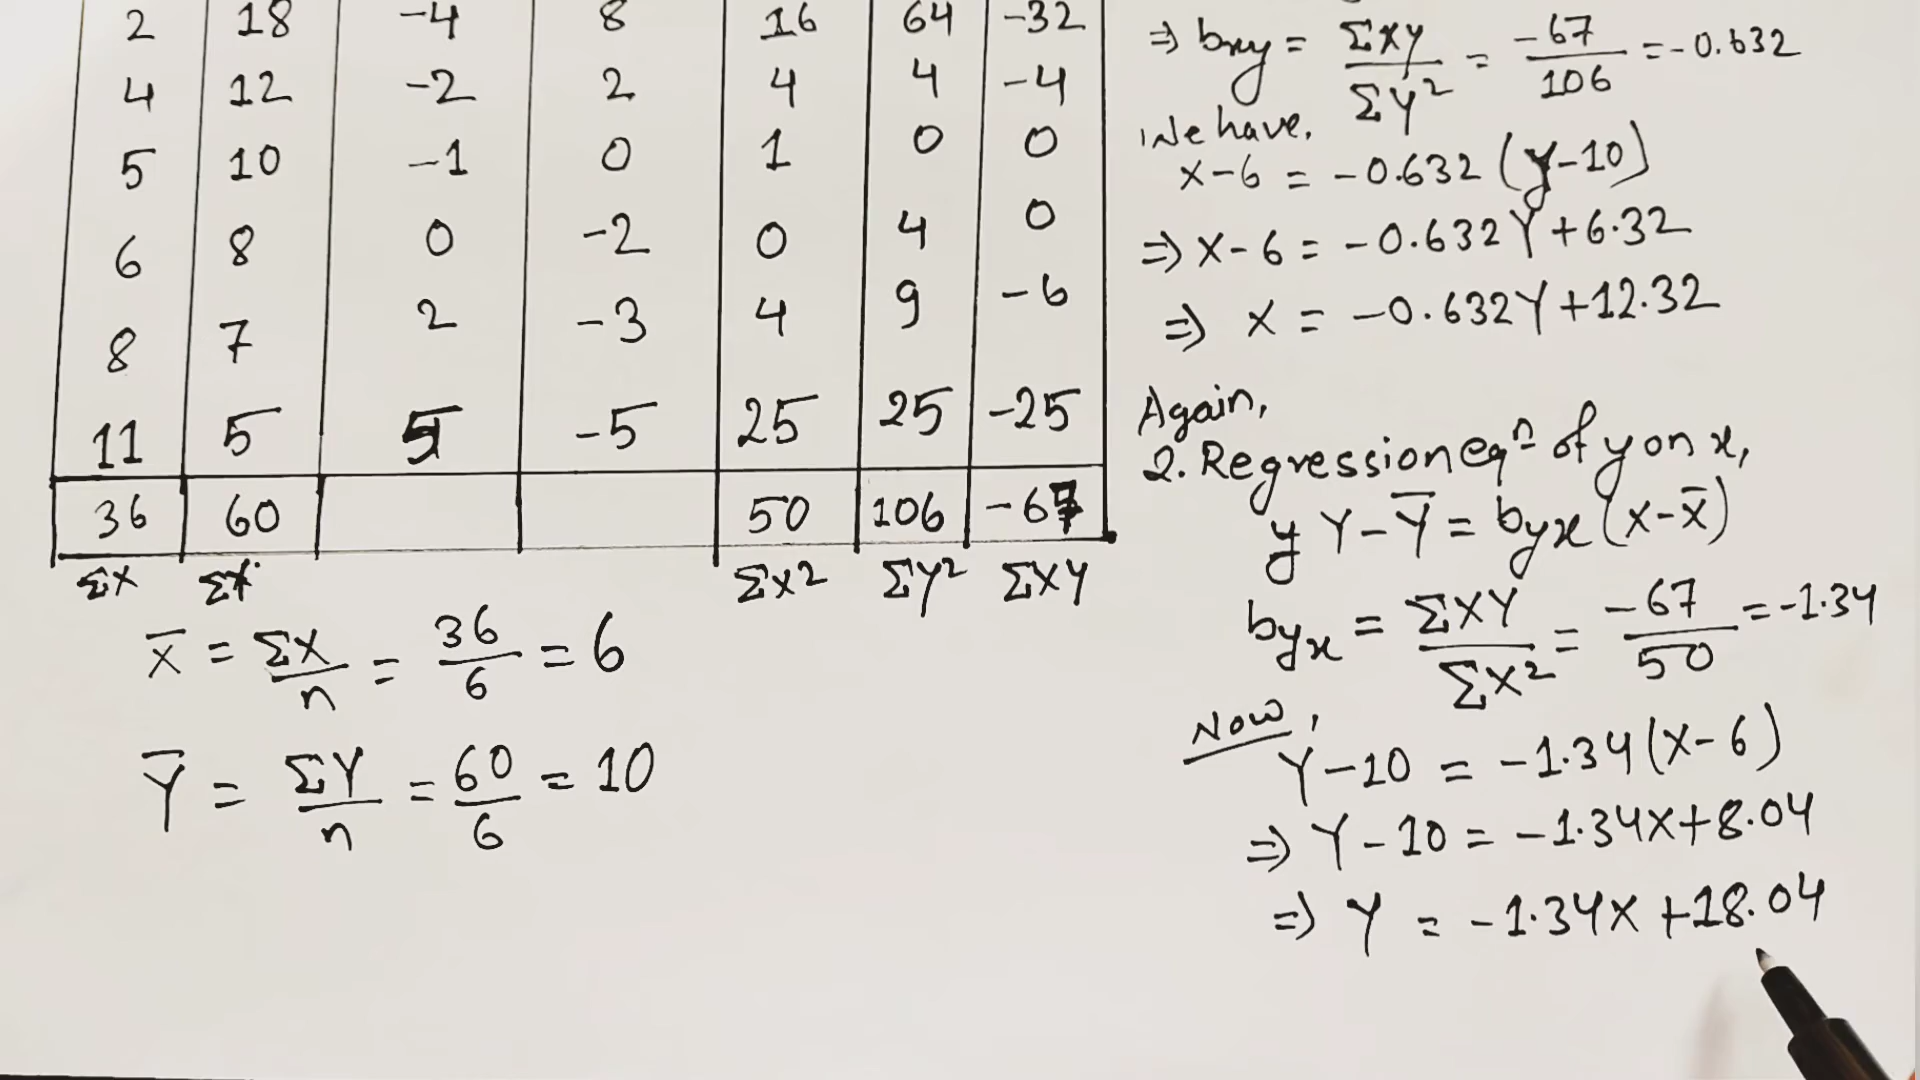 2 18 -4 8 16 64 -32
4 12 -2 2 4 4 -4
5 10 -1 0 1 0 0
6 8 0 -2 0 4 0
8 7 2 -3 4 9 -6
11 5 5 -5 25 25 -25
36 60 50 106 -67
ΣX ΣY ΣX² ΣY² ΣXY
X̄ = ΣX/n = 36/6 = 6
Ȳ = ΣY/n = 60/6 = 10
⇒ bxy = ΣXY/ΣY² = -67/106 = -0.632
We have,
X-6 = -0.632 (y-10)
⇒ X-6 = -0.632Y+6.32
⇒ X = -0.632Y+12.32
Again,
2. Regression eqⁿ of y on x,
y Y-Ȳ = byx (X-X̄)
byx = ΣXY/ΣX² = -67/50 = -1.34
Now,
Y-10 = -1.34(X-6)
⇒ Y-10 = -1.34X+8.04
⇒ Y = -1.34X+18.04